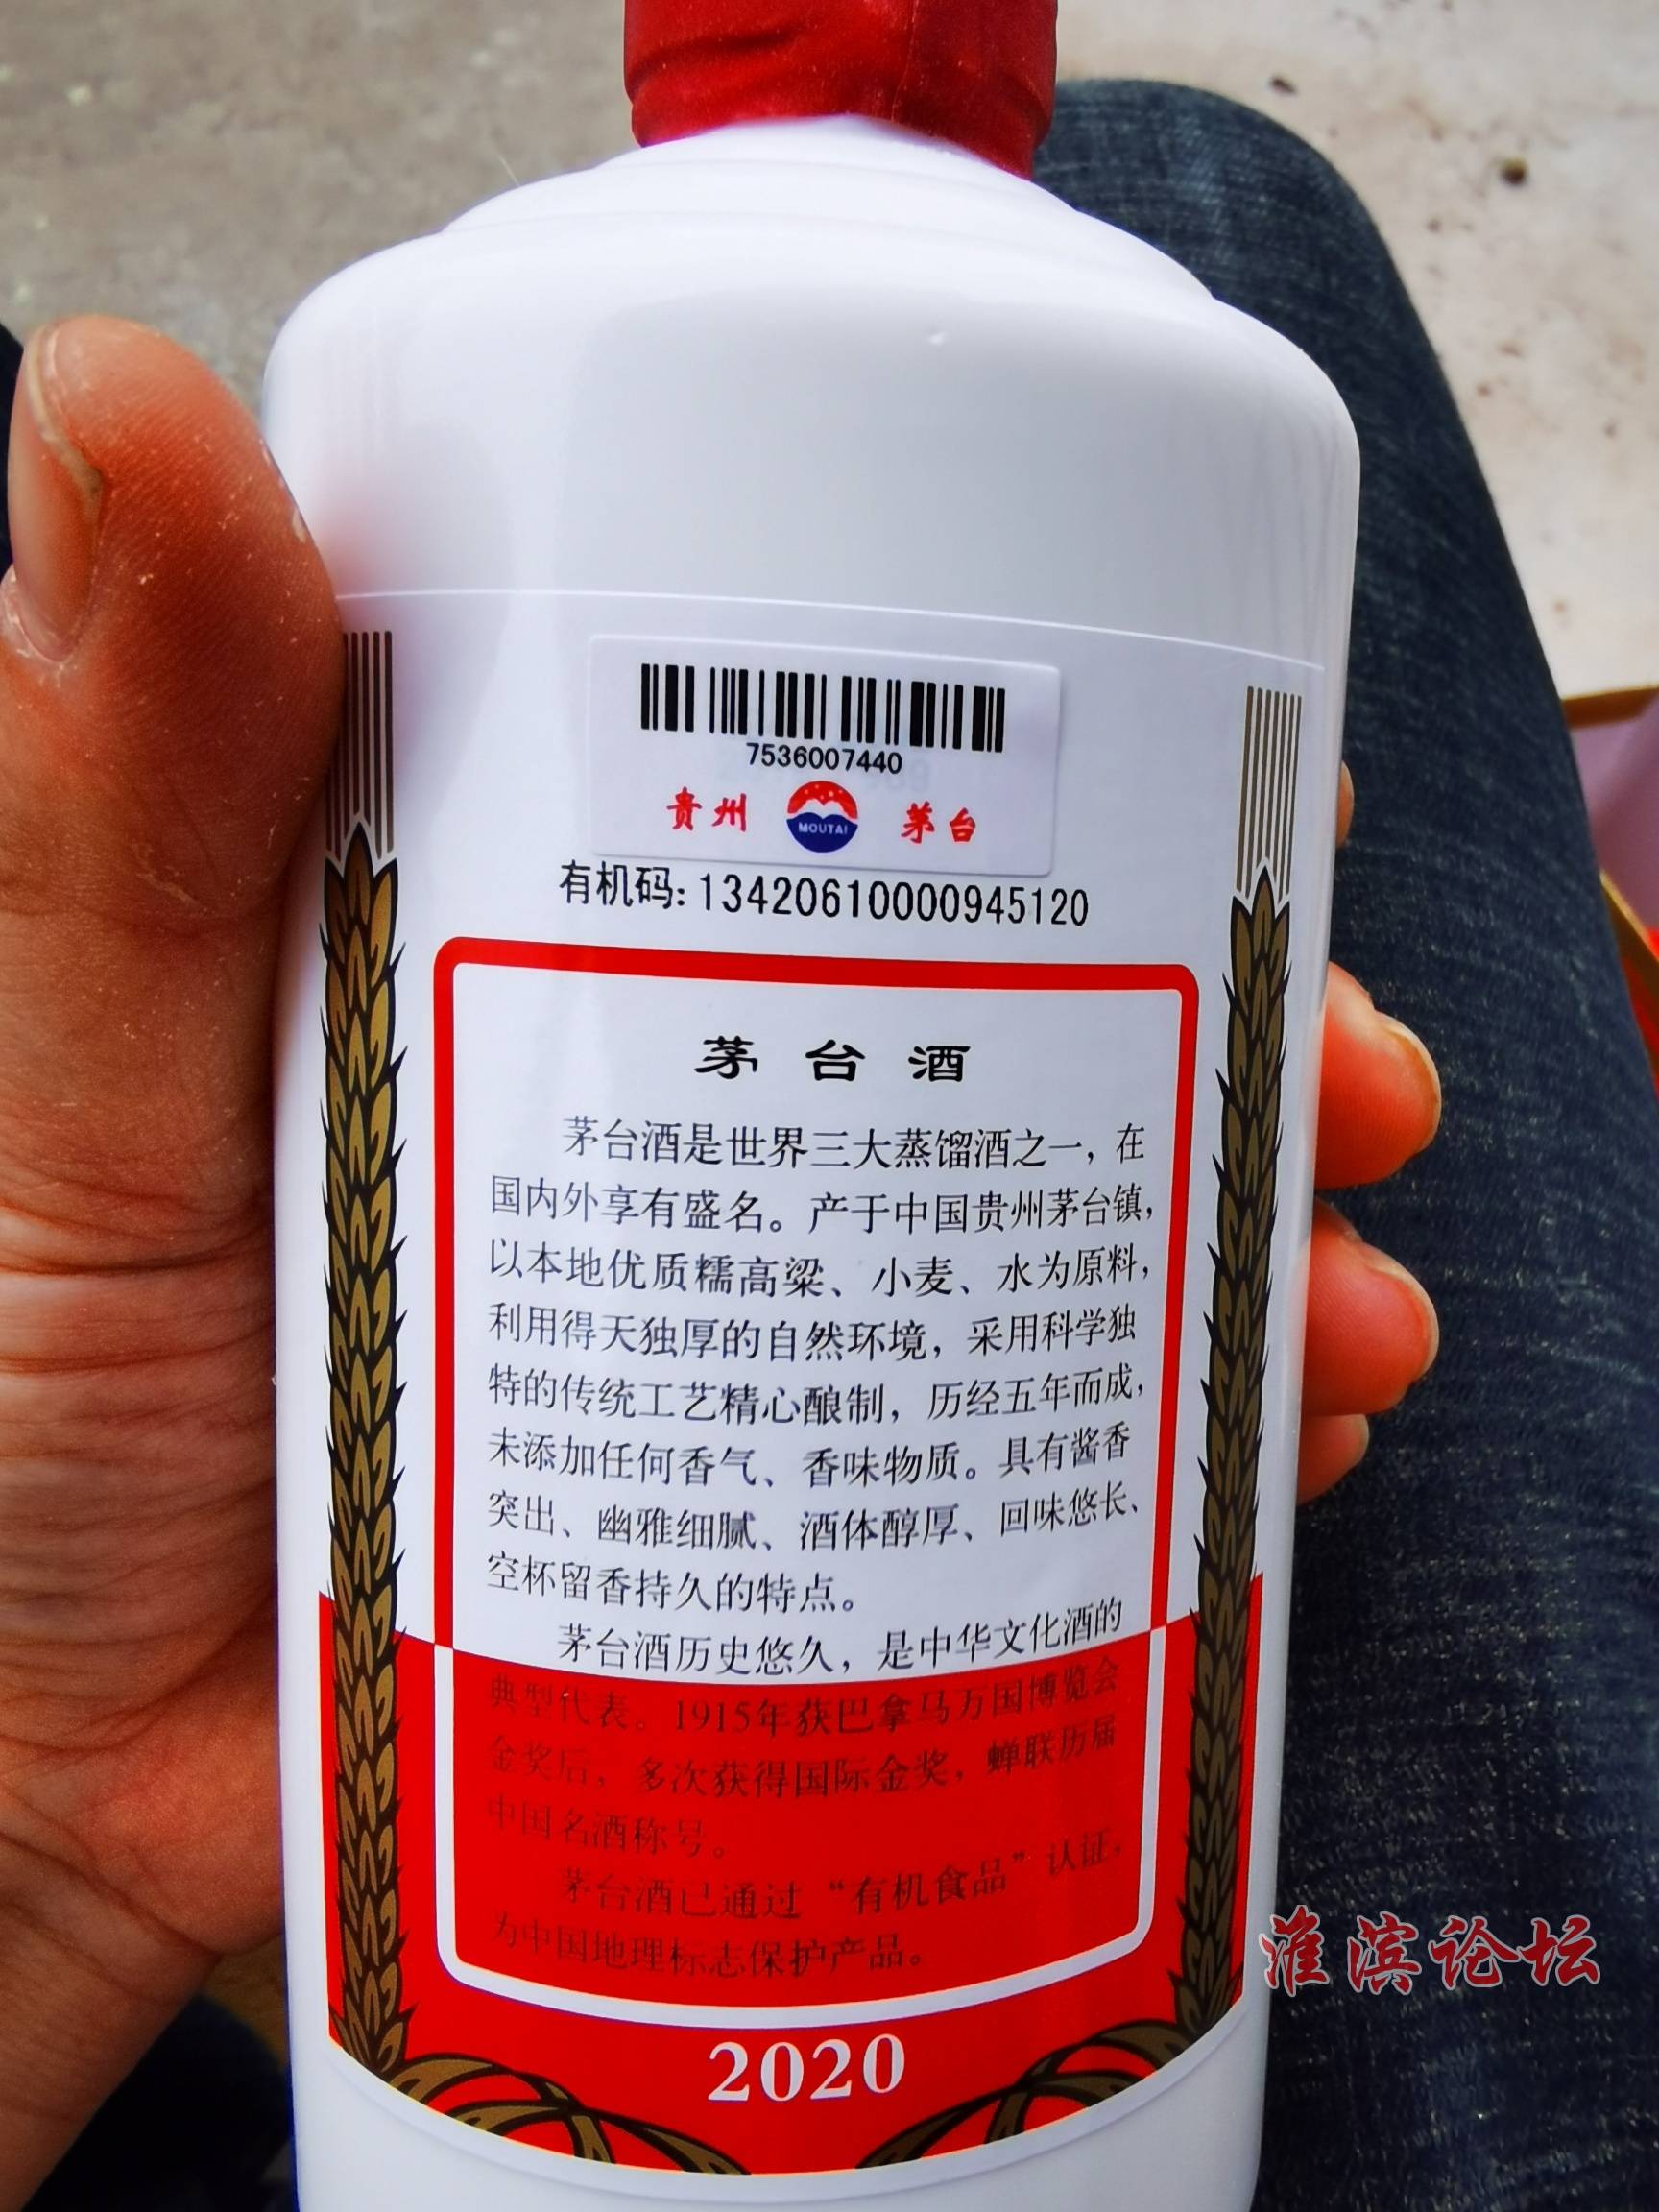 7536007440
贵州 MOUTAI 茅台
有机码:13420610000945120
茅台酒
茅台酒是世界三大蒸馏酒之一，在
国内外享有盛名。产于中国贵州茅台镇，
以本地优质糯高粱、小麦、水为原料，
利用得天独厚的自然环境，采用科学独
特的传统工艺精心酿制，历经五年而成，
未添加任何香气、香味物质。具有酱香
突出、幽雅细腻、酒体醇厚、回味悠长、
空杯留香持久的特点。
茅台酒历史悠久，是中华文化酒的
典型代表。1915年获巴拿马万国博览会
金奖后，多次获得国际金奖，蝉联历届
中国名酒称号。
茅台酒已通过“有机食品”认证，
为中国地理标志保护产品。
2020
淮滨论坛